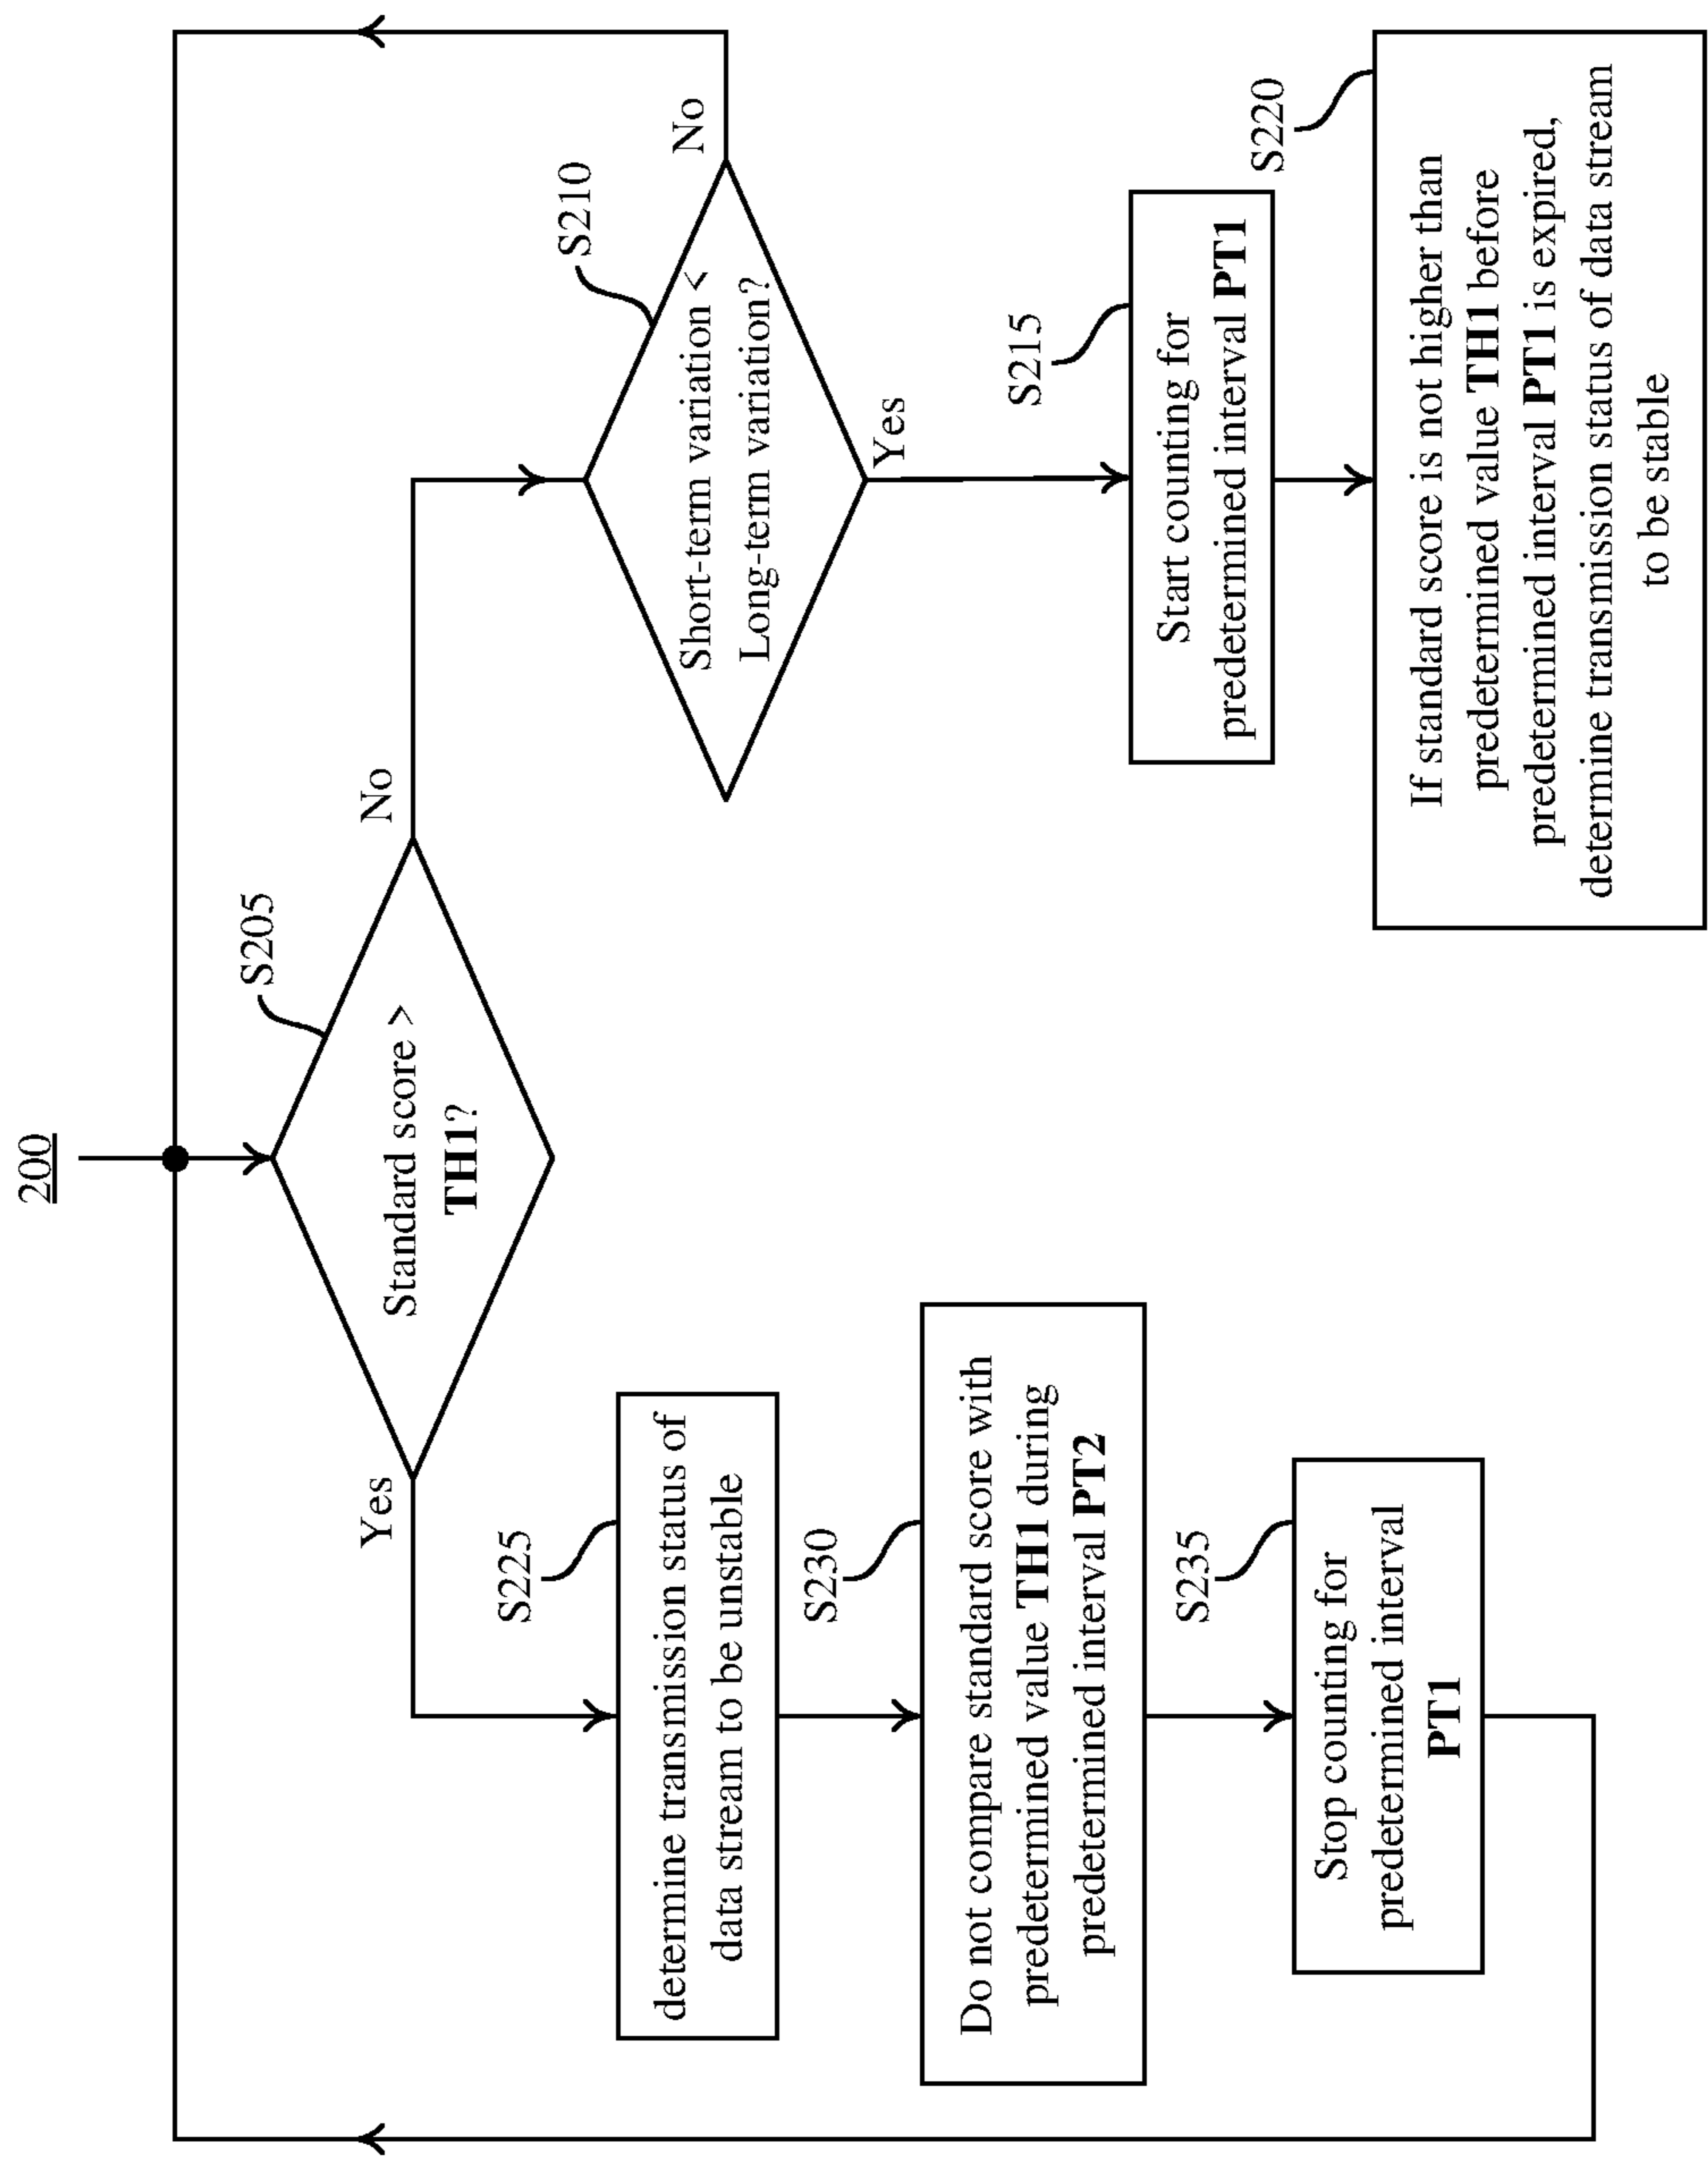 200
S205
Standard score >
TH1?
Yes
No
S210
Short-term variation <
Long-term variation?
No
Yes
S215
Start counting for
predetermined interval PT1
S220
If standard score is not higher than
predetermined value TH1 before
predetermined interval PT1 is expired,
determine transmission status of data stream
to be stable
S225
determine transmission status of
data stream to be unstable
S230
Do not compare standard score with
predetermined value TH1 during
predetermined interval PT2
S235
Stop counting for
predetermined interval
PT1